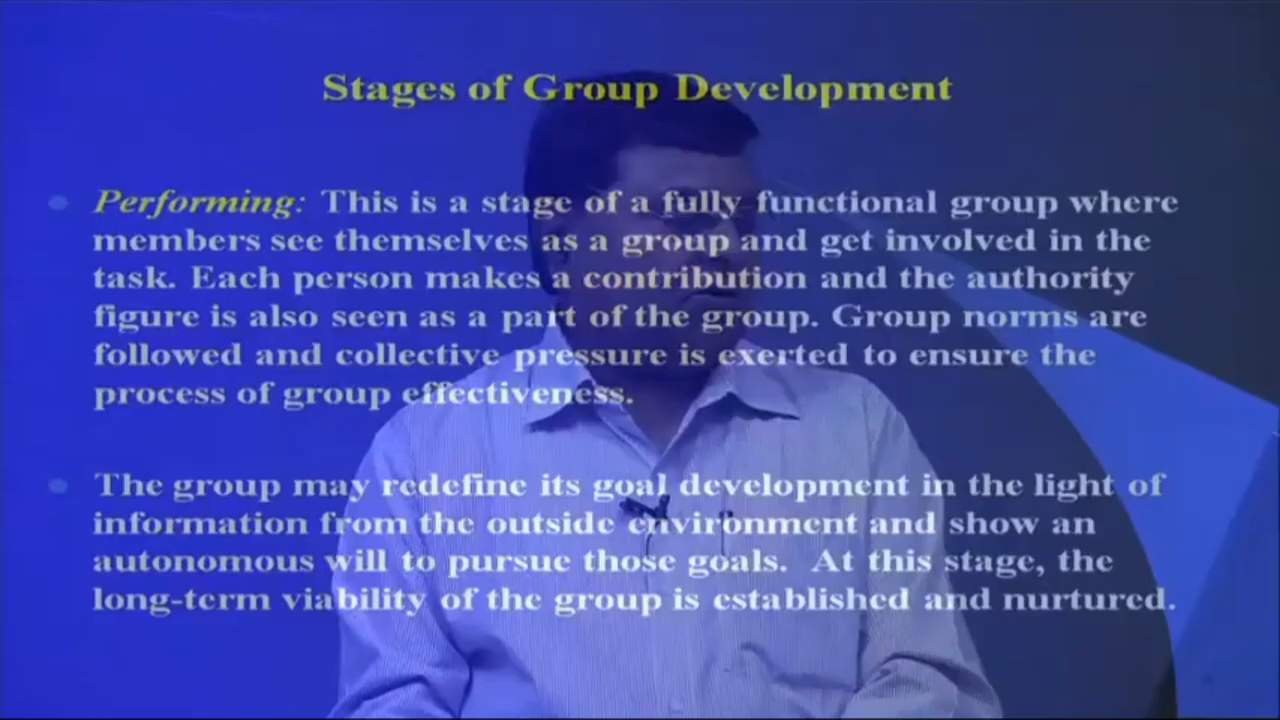 Stages of Group Development
Performing: This is a stage of a fully functional group where
members see themselves as a group and get involved in the
task. Each person makes a contribution and the authority
figure is also seen as a part of the group. Group norms are
followed and collective pressure is exerted to ensure the
process of group effectiveness.
The group may redefine its goal development in the light of
information from the outside environment and show an
autonomous will to pursue those goals. At this stage, the
long-term viability of the group is established and nurtured.